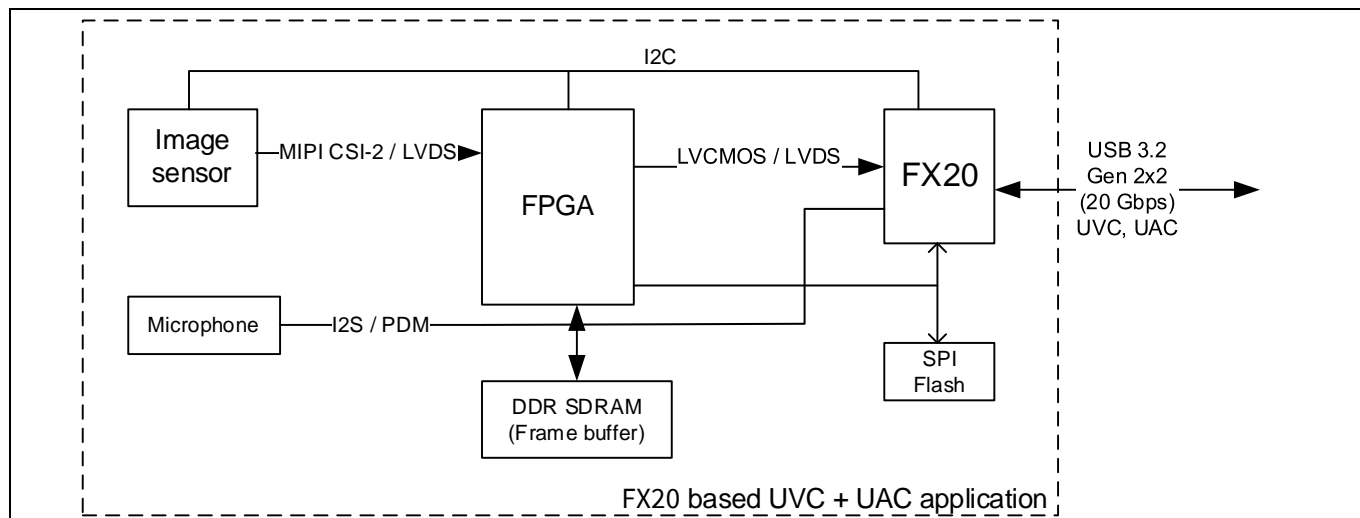 I2C
Image
sensor
MIPI CSI-2 / LVDS
FPGA
LVCMOS / LVDS
FX20
USB 3.2
Gen 2x2
(20 Gbps)
UVC, UAC
Microphone
I2S / PDM
SPI
Flash
DDR SDRAM
(Frame buffer)
FX20 based UVC + UAC application